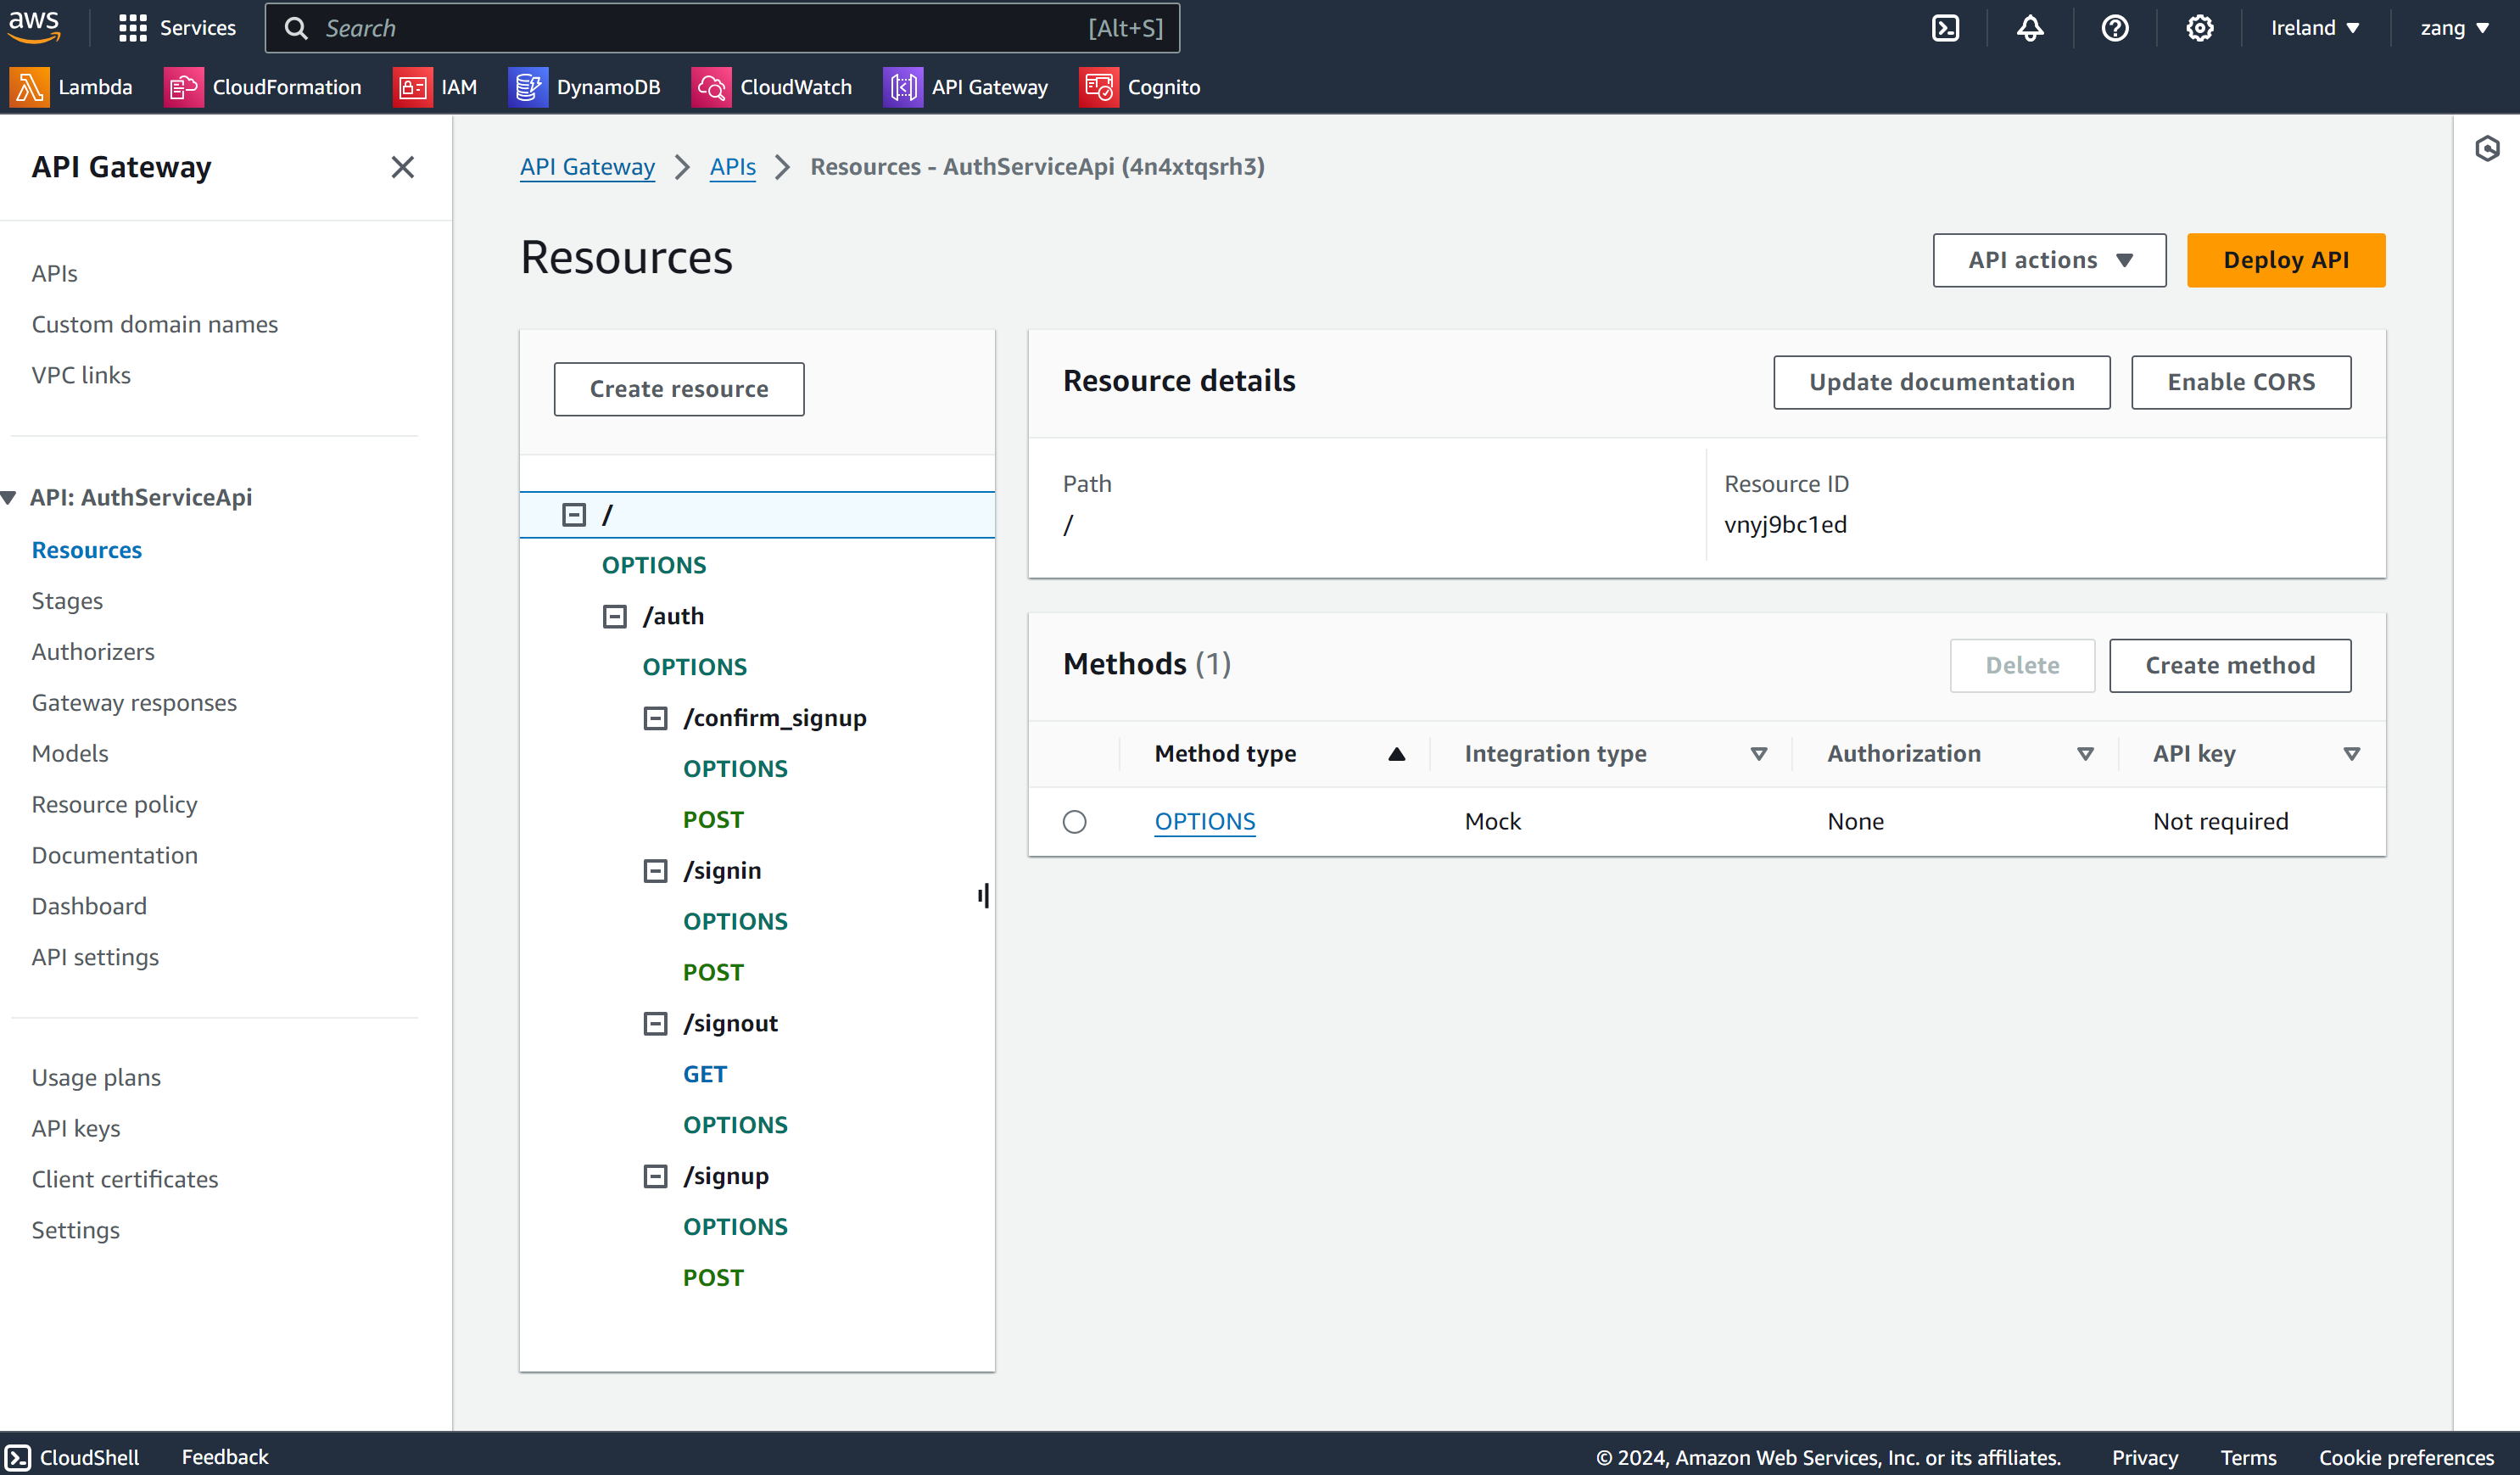 aws
Services
Search
[Alt+S]
Ireland
zang
Lambda
CloudFormation
IAM
DynamoDB
CloudWatch
API Gateway
Cognito
API Gateway
APIs
Custom domain names
VPC links
API: AuthServiceApi
Resources
Stages
Authorizers
Gateway responses
Models
Resource policy
Documentation
Dashboard
API settings
Usage plans
API keys
Client certificates
Settings
API Gateway
APIs
Resources - AuthServiceApi (4n4xtqsrh3)
Resources
API actions
Deploy API
Create resource
/
OPTIONS
/auth
OPTIONS
/confirm_signup
OPTIONS
POST
/signin
OPTIONS
POST
/signout
GET
OPTIONS
/signup
OPTIONS
POST
Resource details
Update documentation
Enable CORS
Path
/
Resource ID
vnyj9bc1ed
Methods (1)
Delete
Create method
Method type
Integration type
Authorization
API key
OPTIONS
Mock
None
Not required
CloudShell
Feedback
© 2024, Amazon Web Services, Inc. or its affiliates.
Privacy
Terms
Cookie preferences